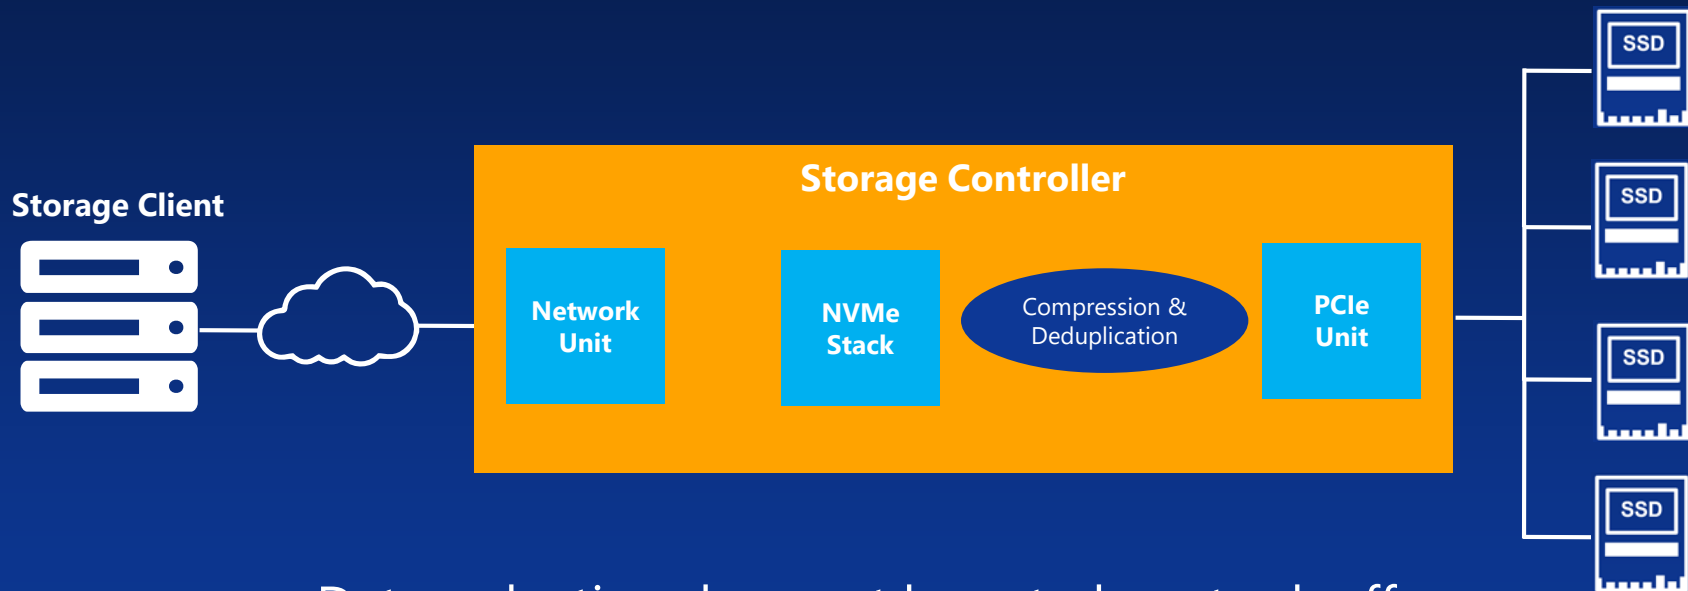 Storage Client
Storage Controller
Network
Unit
NVMe
Stack
Compression &
Deduplication
PCIe
Unit
SSD
SSD
SSD
SSD